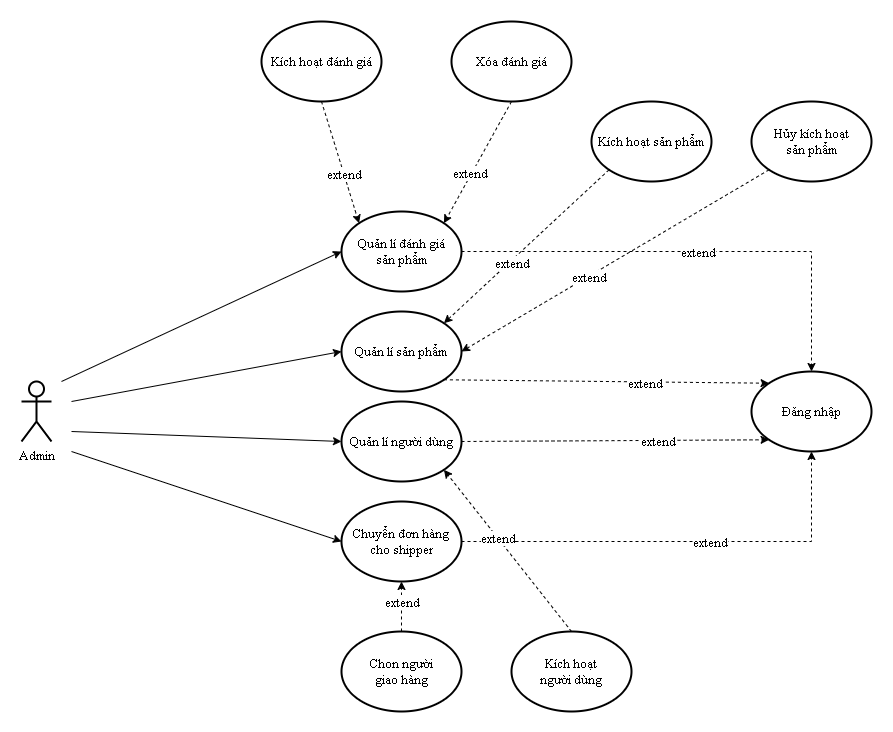 Kích hoạt đánh giá
Xóa đánh giá
Kích hoạt sản phẩm
Hủy kích hoạt
sản phẩm
extend
extend
Quản lí đánh giá
sản phẩm
extend
extend
extend
Quản lí sản phẩm
extend
Đăng nhập
Admin
Quản lí người dùng
extend
Chuyển đơn hàng
cho shipper
extend
extend
extend
Chon người
giao hàng
Kích hoạt
người dùng